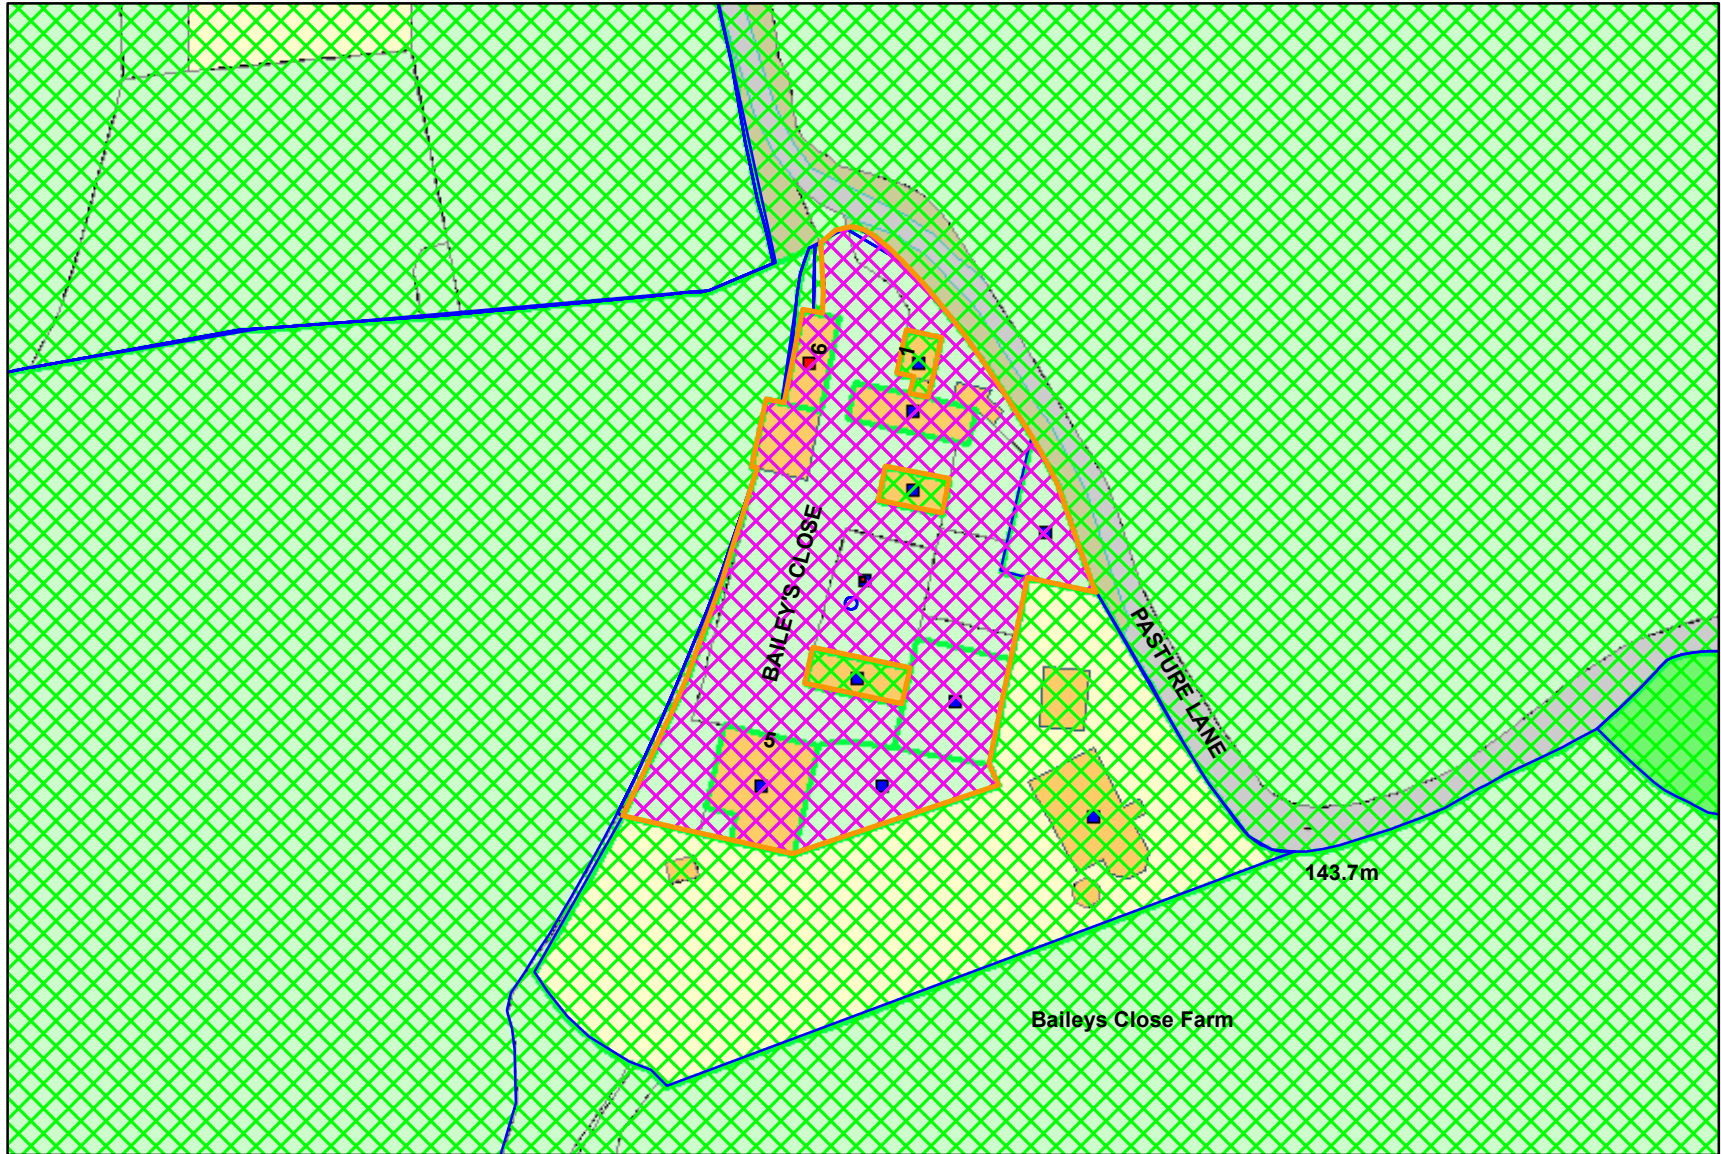 6
1
BAILEY'S CLOSE
PASTURE LANE
5
143.7m
Baileys Close Farm